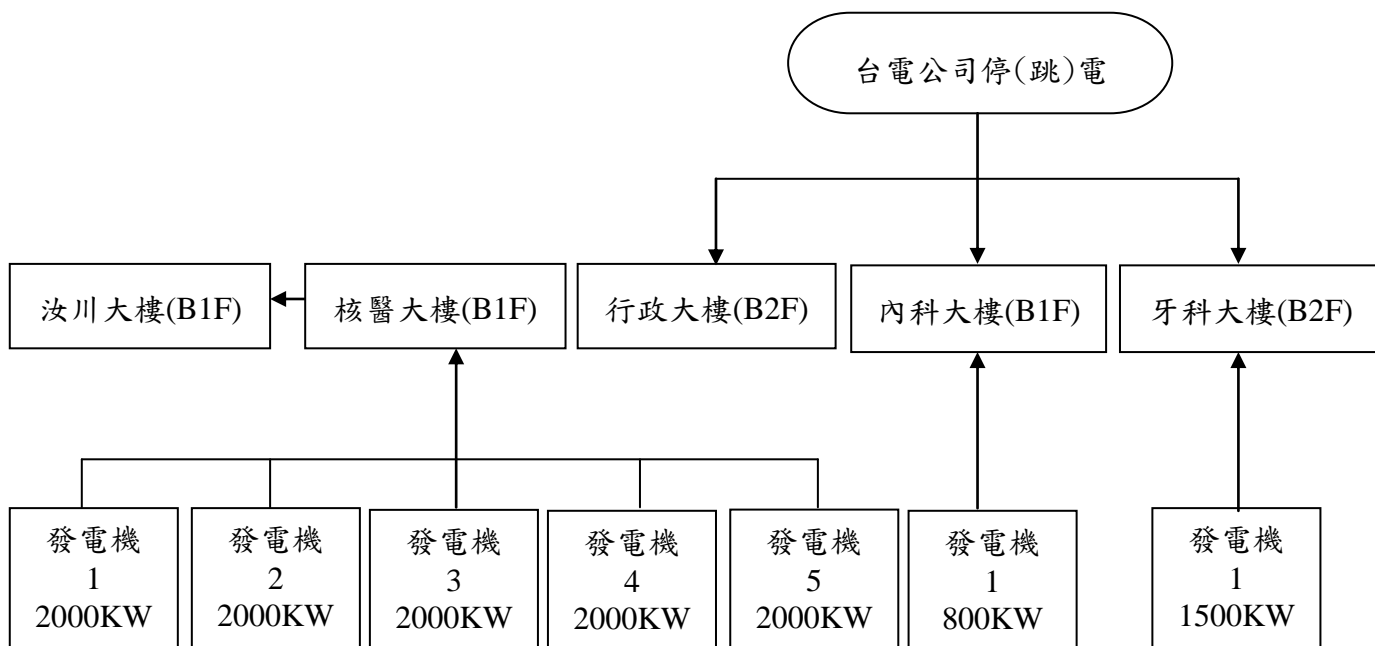 台電公司停(跳)電
汝川大樓(B1F)
核醫大樓(B1F)
行政大樓(B2F)
內科大樓(B1F)
牙科大樓(B2F)
發電機
1
2000KW
發電機
2
2000KW
發電機
3
2000KW
發電機
4
2000KW
發電機
5
2000KW
發電機
1
800KW
發電機
1
1500KW